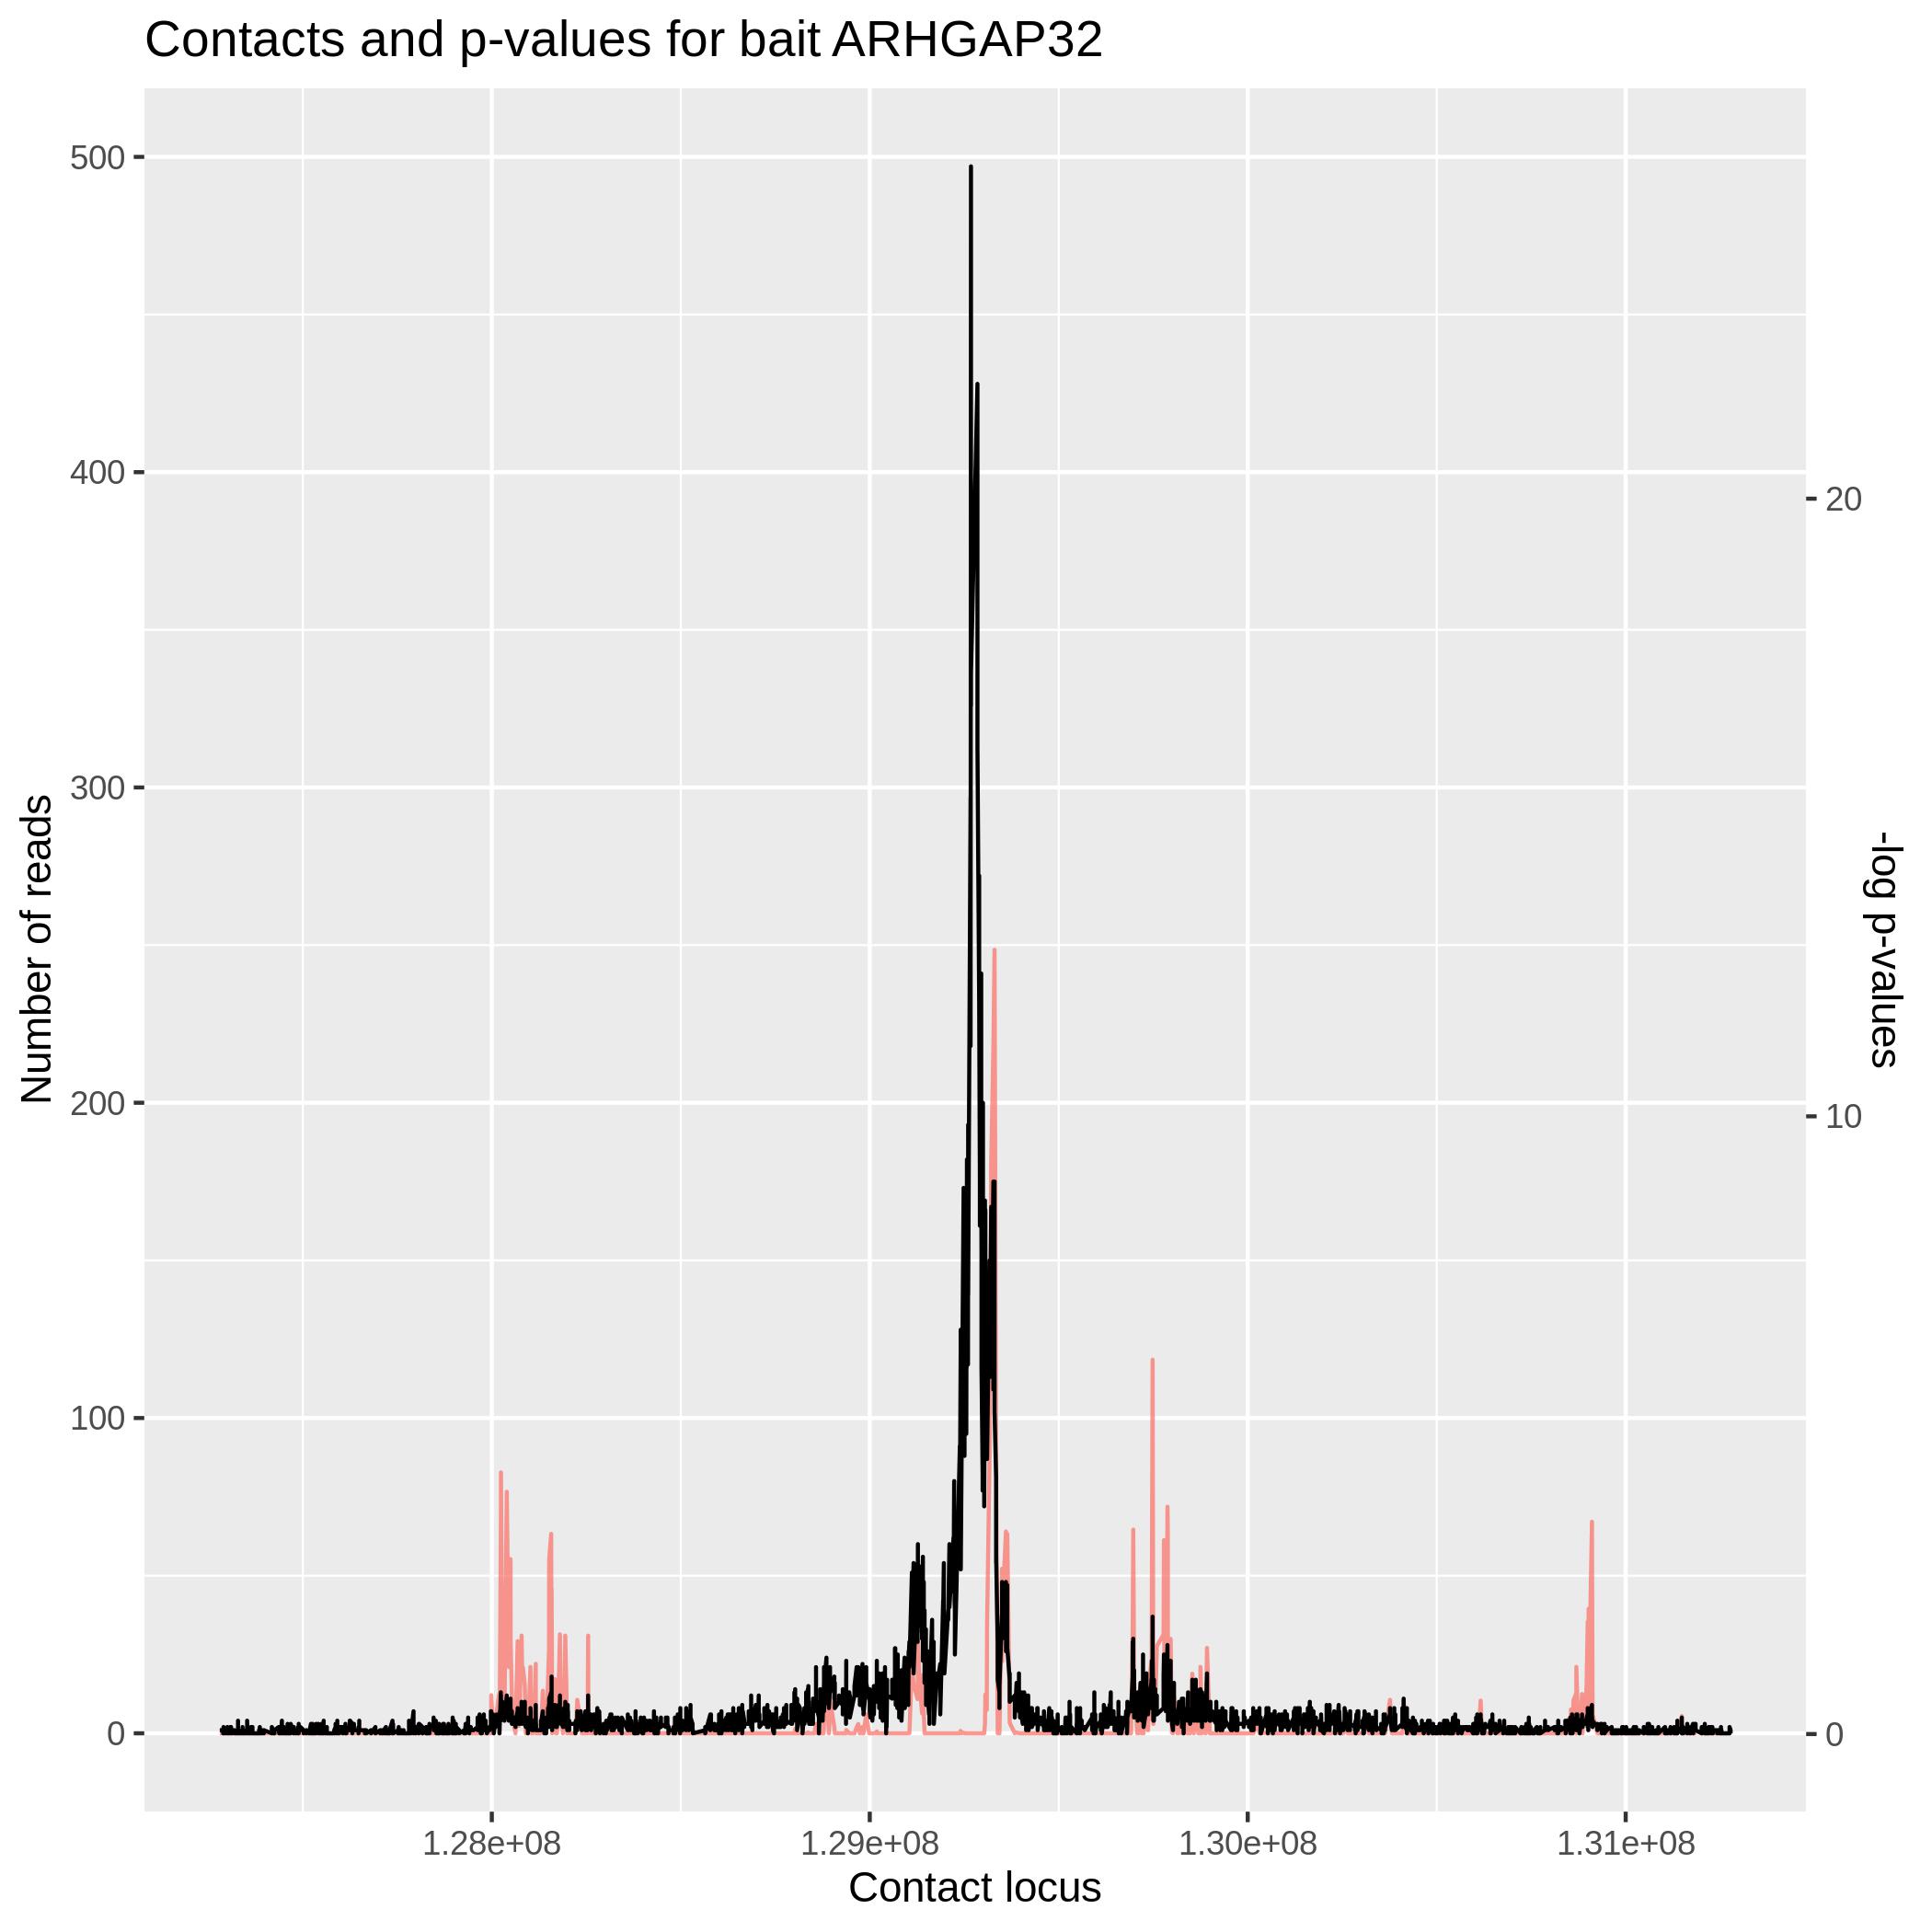 Contacts and p-values for bait ARHGAP32
Number of reads
500
400
300
200
100
0
20
10
0
-log p-values
1.28e+08
1.29e+08
1.30e+08
1.31e+08
Contact locus